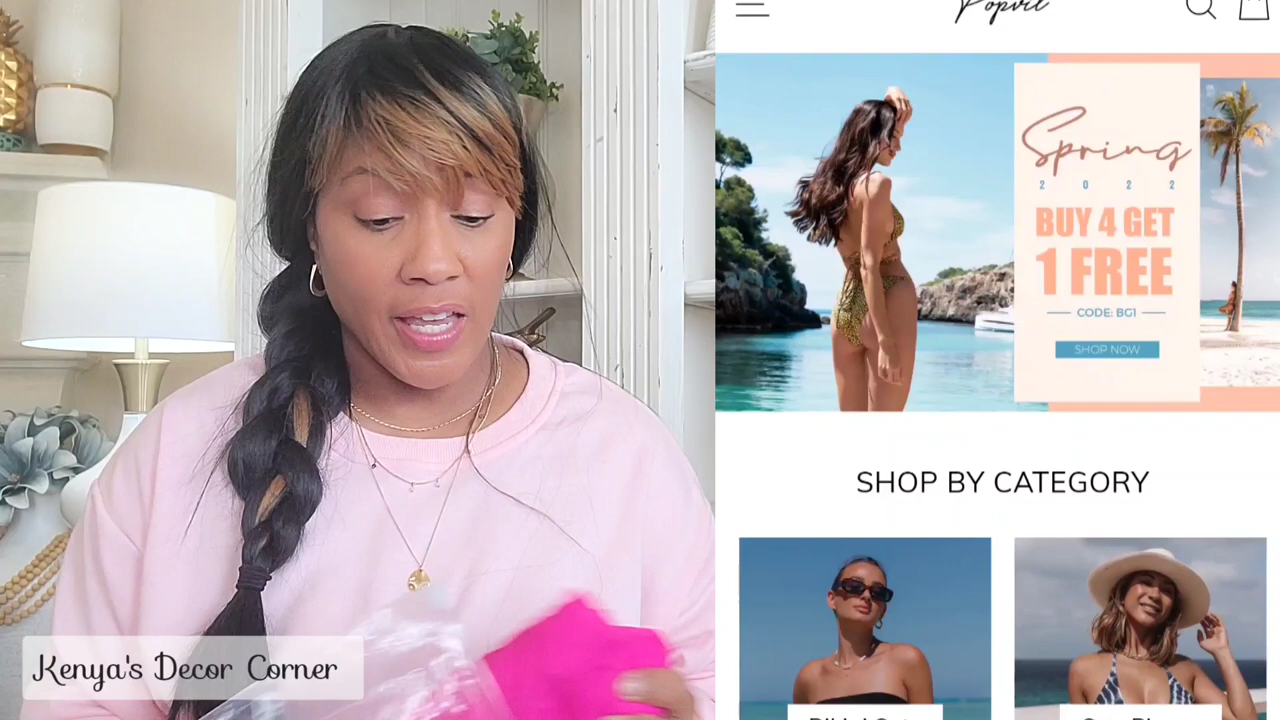 Popvil
Spring
2 0 2 2
BUY 4 GET
1 FREE
CODE: BG1
SHOP NOW
SHOP BY CATEGORY
Kenya's Decor Corner